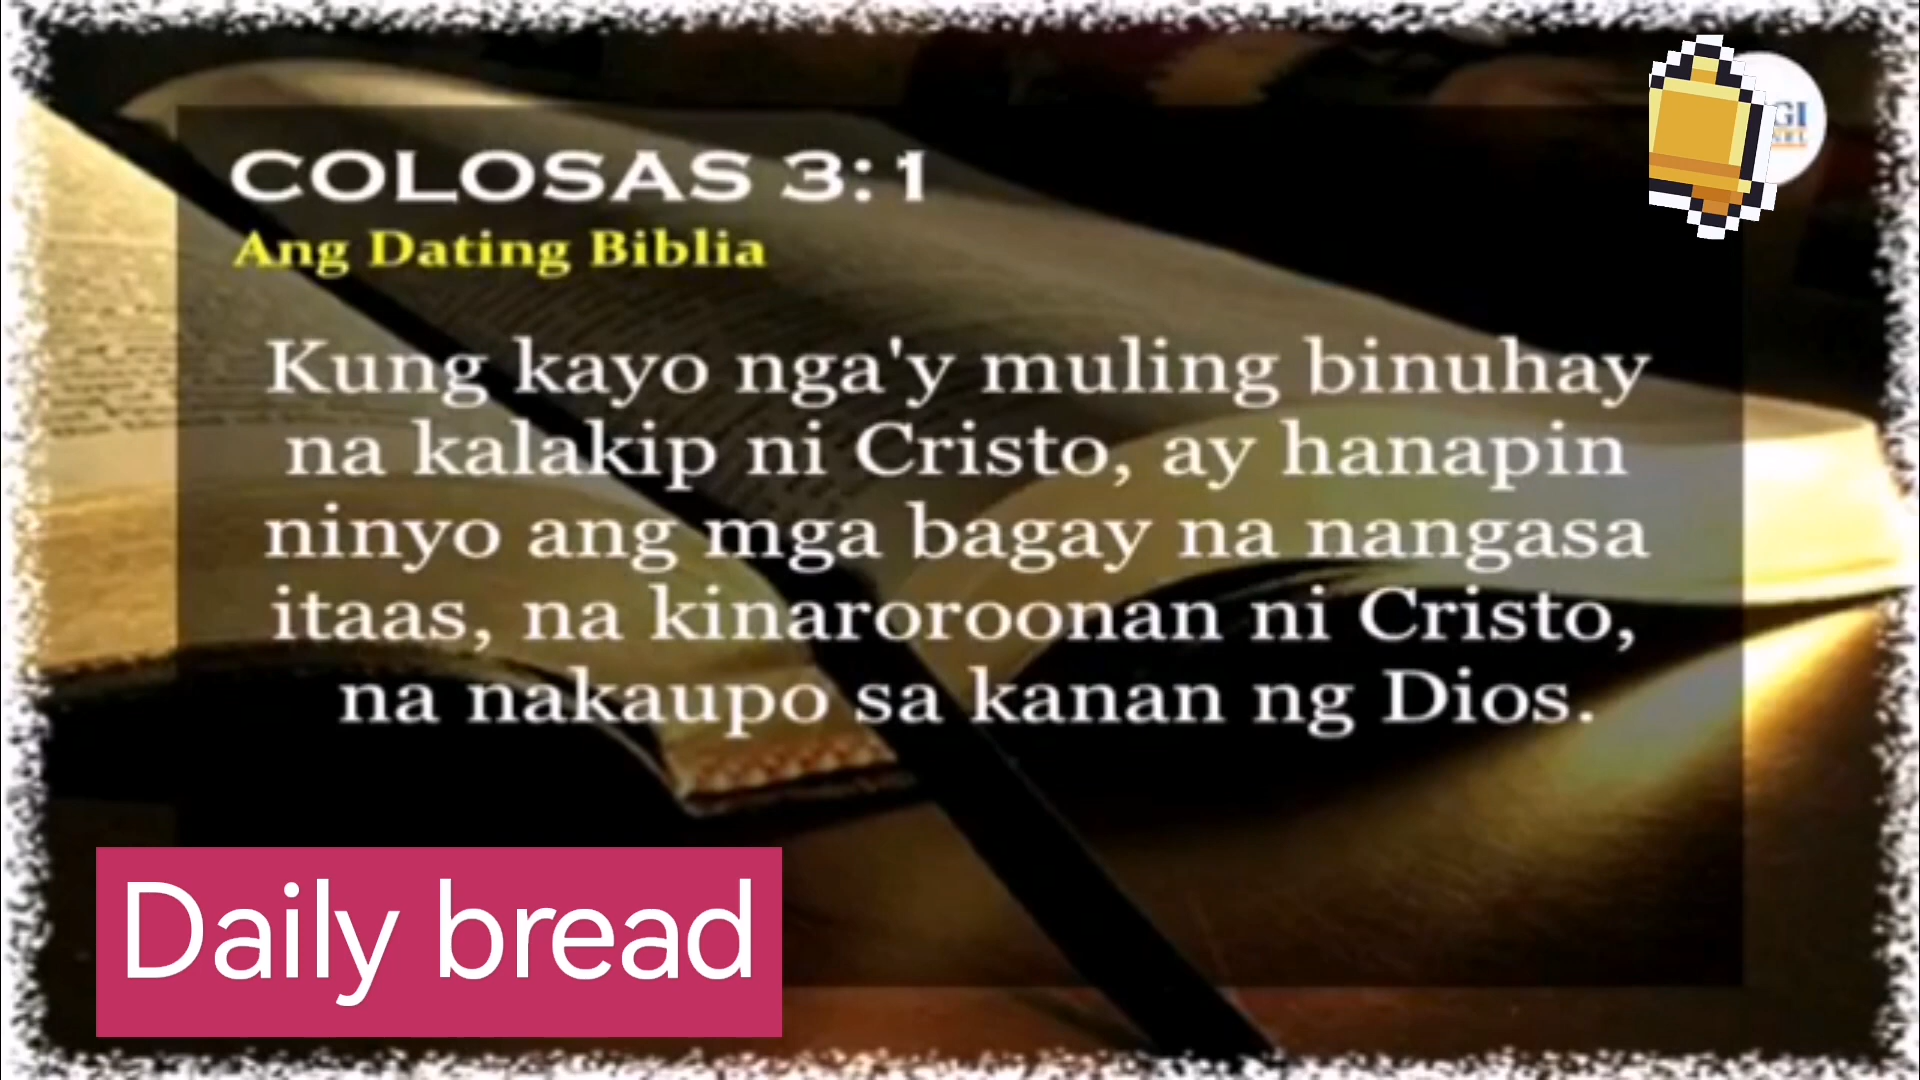 COLOSAS 3:1
Ang Dating Biblia
Kung kayo nga'y muling binuhay
na kalakip ni Cristo, ay hanapin
ninyo ang mga bagay na nangasa
itaas, na kinaroroonan ni Cristo,
na nakaupo sa kanan ng Dios.
Daily bread